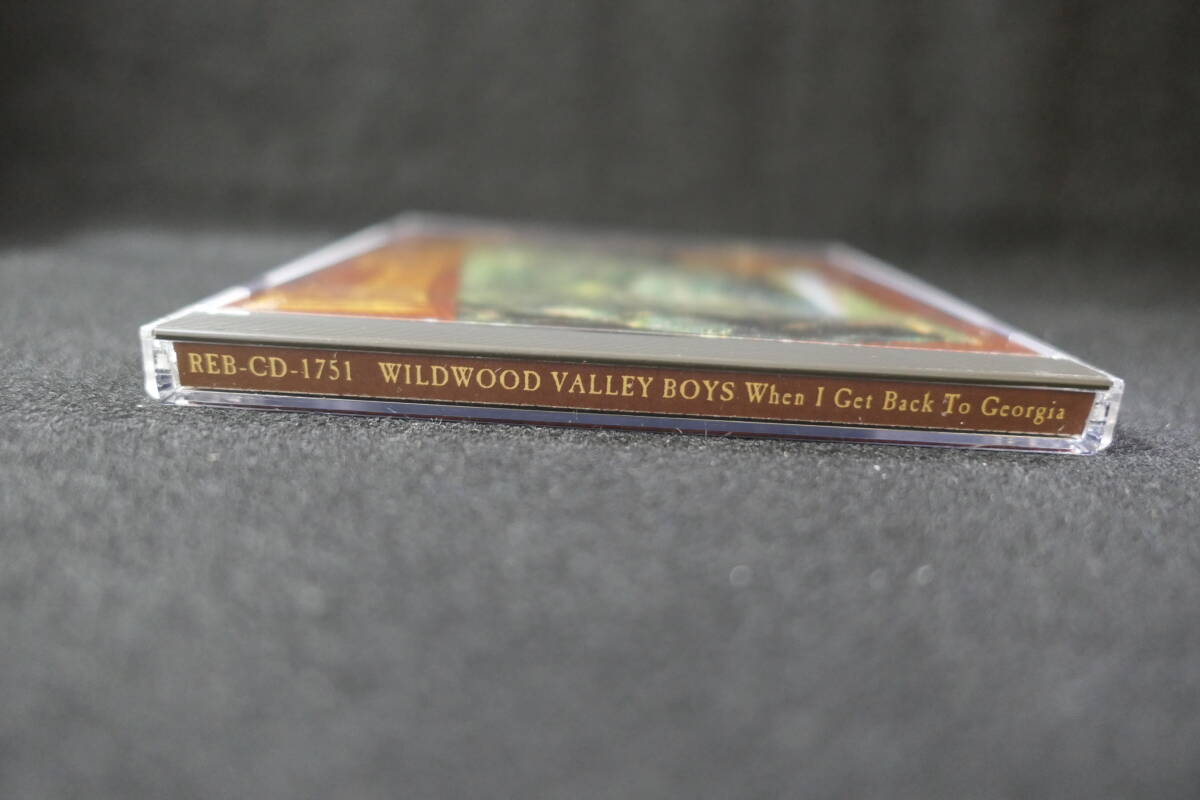 REB-CD-1751 WILDWOOD VALLEY BOYS When I Get Back To Georgia